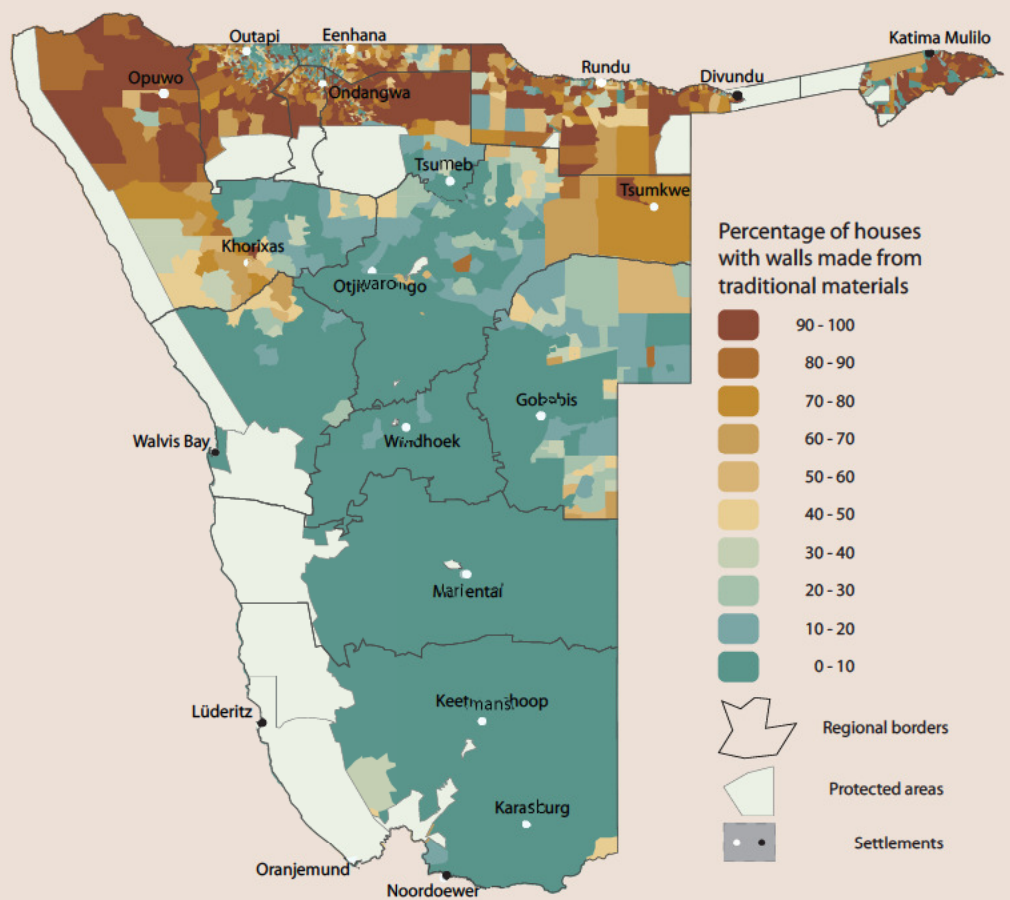 Outapi
Eenhana
Katima Mulilo
Opuwo
Rundu
Divundu
Ondangwa
Tsumeb
Tsumkwe
Khorixas
Otjiwarongo
Gobabis
Walvis Bay
Windhoek
Mariental
Lüderitz
Keetmanshoop
Karasburg
Oranjemund
Noordoewer
Percentage of houses
with walls made from
traditional materials
90 - 100
80 - 90
70 - 80
60 - 70
50 - 60
40 - 50
30 - 40
20 - 30
10 - 20
0 - 10
Regional borders
Protected areas
Settlements